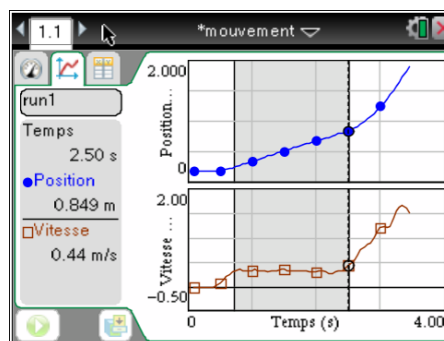 1.1
*mouvement
run1
Temps
2.50 s
Position
0.849 m
Vitesse
0.44 m/s
2.000
Position...
0
2.00
Vitesse ...
-0.50
0
Temps (s)
4.00